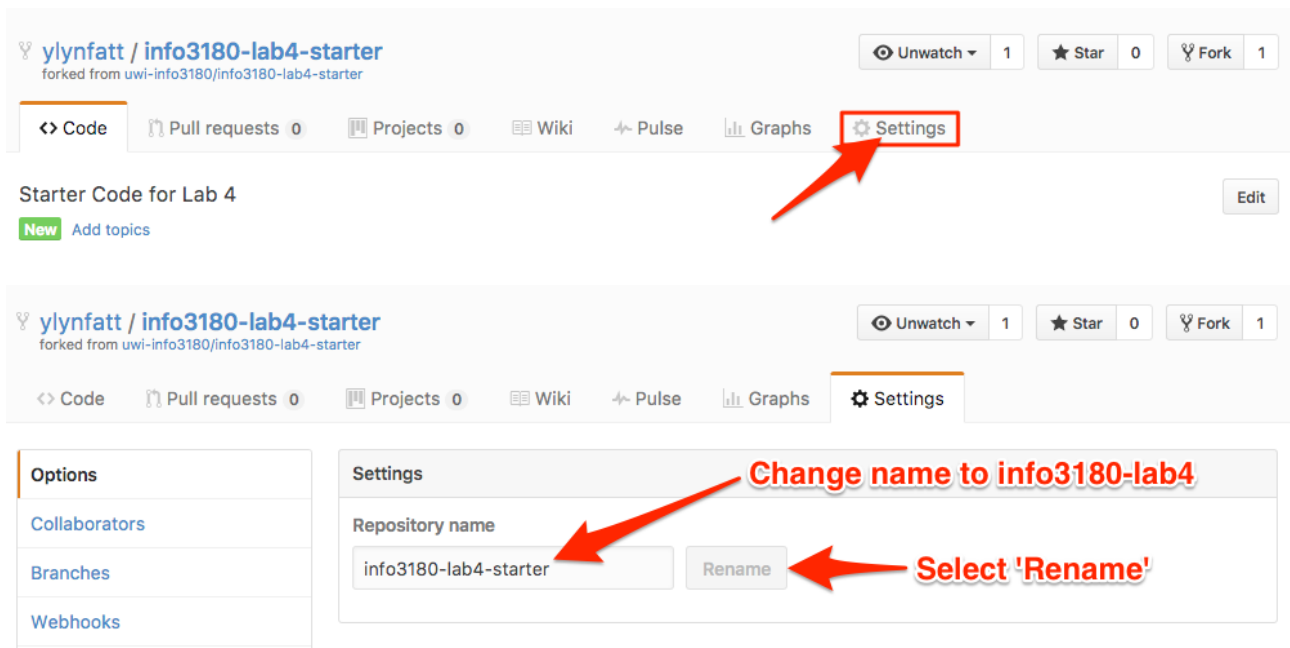 ylynfatt / info3180-lab4-starter Unwatch 1 Star 0 Fork 1
forked from uwi-info3180/info3180-lab4-starter
<> Code Pull requests 0 Projects 0 Wiki Pulse Graphs Settings
Starter Code for Lab 4 Edit
New Add topics
ylynfatt / info3180-lab4-starter Unwatch 1 Star 0 Fork 1
forked from uwi-info3180/info3180-lab4-starter
<> Code Pull requests 0 Projects 0 Wiki Pulse Graphs Settings
Options Settings Change name to info3180-lab4
Collaborators Repository name
Branches info3180-lab4-starter Rename Select 'Rename'
Webhooks